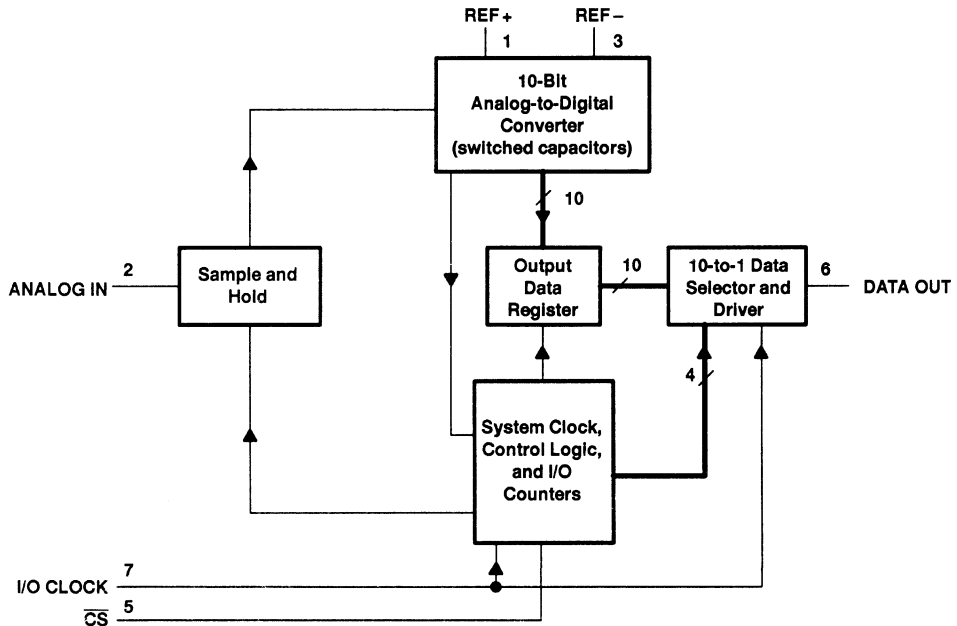 REF+ REF−
1 3
10-Bit
Analog-to-Digital
Converter
(switched capacitors)
10
2
ANALOG IN
Sample and
Hold
Output
Data
Register
10
10-to-1 Data
Selector and
Driver
6
DATA OUT
4
System Clock,
Control Logic,
and I/O
Counters
7
I/O CLOCK
5
C̅S̅